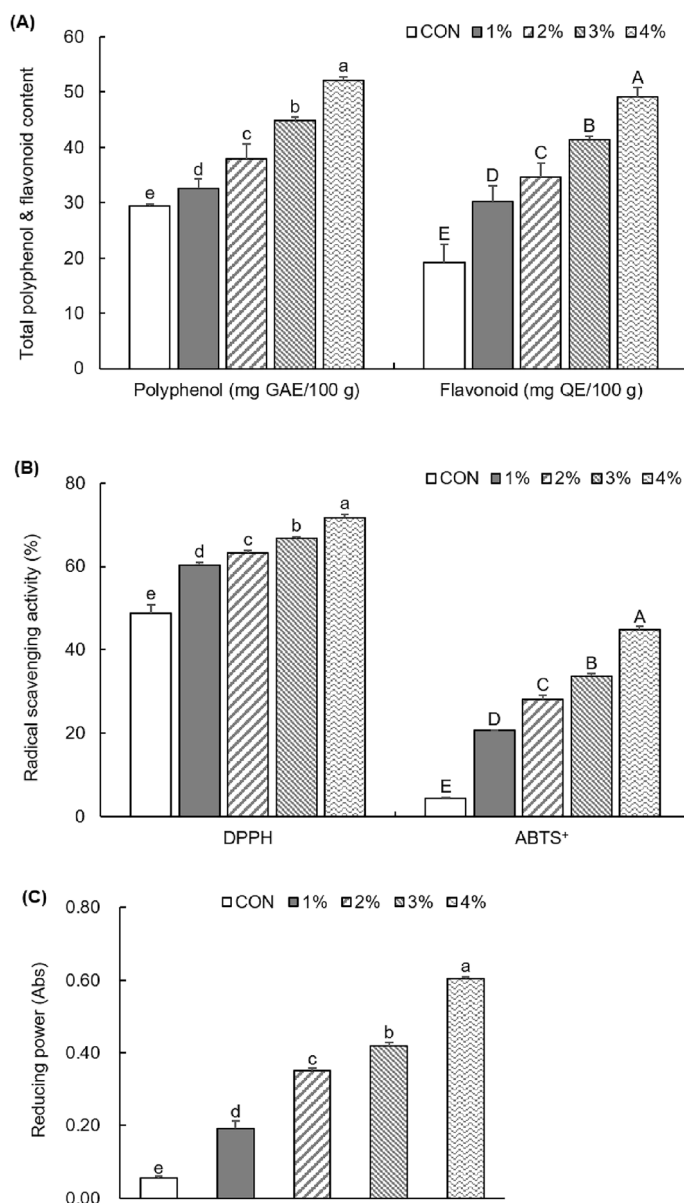 (A)
CON 1% 2% 3% 4%
Total polyphenol & flavonoid content
60
50
40
30
20
10
0
e d c b a
E D C B A
Polyphenol (mg GAE/100 g) Flavonoid (mg QE/100 g)
(B)
CON 1% 2% 3% 4%
Radical scavenging activity (%)
80
60
40
20
0
e d c b a
E D C B A
DPPH ABTS⁺
(C)
CON 1% 2% 3% 4%
Reducing power (Abs)
0.80
0.60
0.40
0.20
0.00
e d c b a